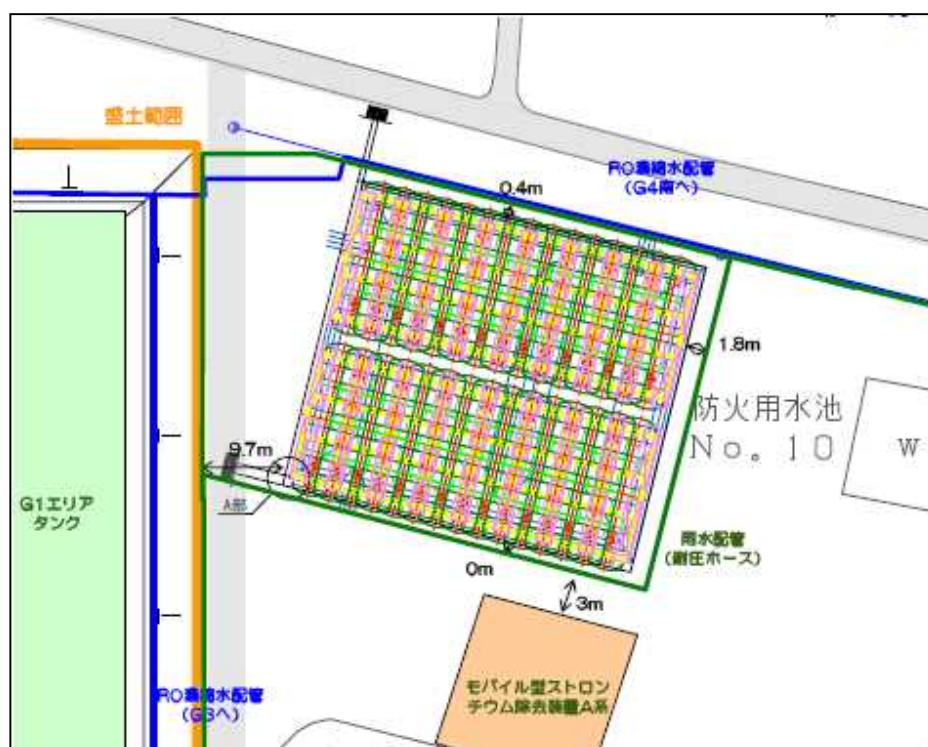 盛土範囲
RO濃縮水配管
(G4南へ)
0.4m
1.8m
防火用水池
No。10
W
9.7m
A部
G1エリア
タンク
雨水配管
(耐圧ホース)
0m
3m
モバイル型ストロン
チウム除去装置A系
RO濃縮水配管